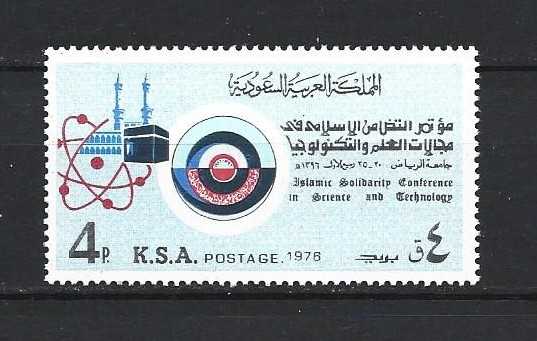 المملكة العربية السعودية
مؤتمر التضامن الإسلامي في
مجالات العلم والتكنولوجيا
جامعة الرياض ٢٠-٢٥ ربيع الأول ١٣٩٦ھ
Islamic Solidarity Conference
in Science and Technology
4P.
K.S.A. POSTAGE. 1976
بريد
٤ ق